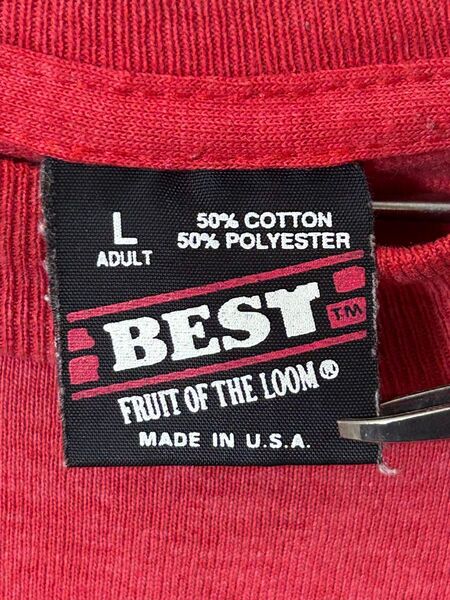 L
ADULT
50% COTTON
50% POLYESTER
BEST TM
FRUIT OF THE LOOM®
MADE IN U.S.A.